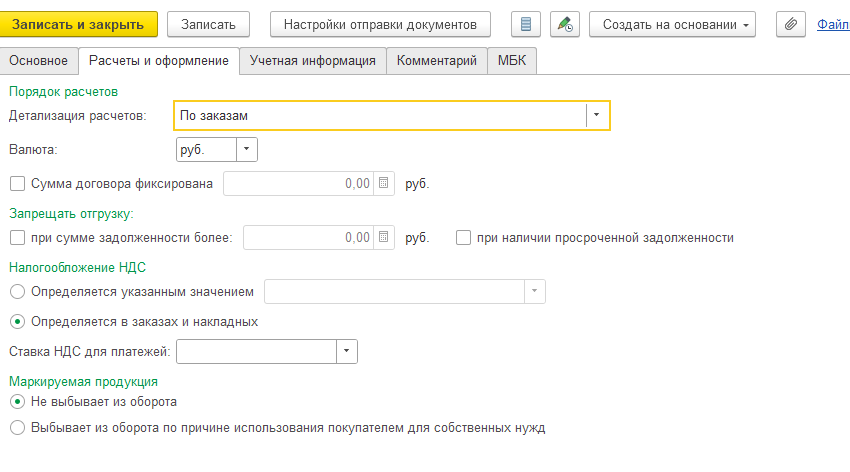 Записать и закрыть Записать Настройки отправки документов Создать на основании Файл
Основное Расчеты и оформление Учетная информация Комментарий МБК
Порядок расчетов
Детализация расчетов: По заказам
Валюта: руб.
Сумма договора фиксирована 0,00 руб.
Запрещать отгрузку:
при сумме задолженности более: 0,00 руб. при наличии просроченной задолженности
Налогообложение НДС
Определяется указанным значением
Определяется в заказах и накладных
Ставка НДС для платежей:
Маркируемая продукция
Не выбывает из оборота
Выбывает из оборота по причине использования покупателем для собственных нужд